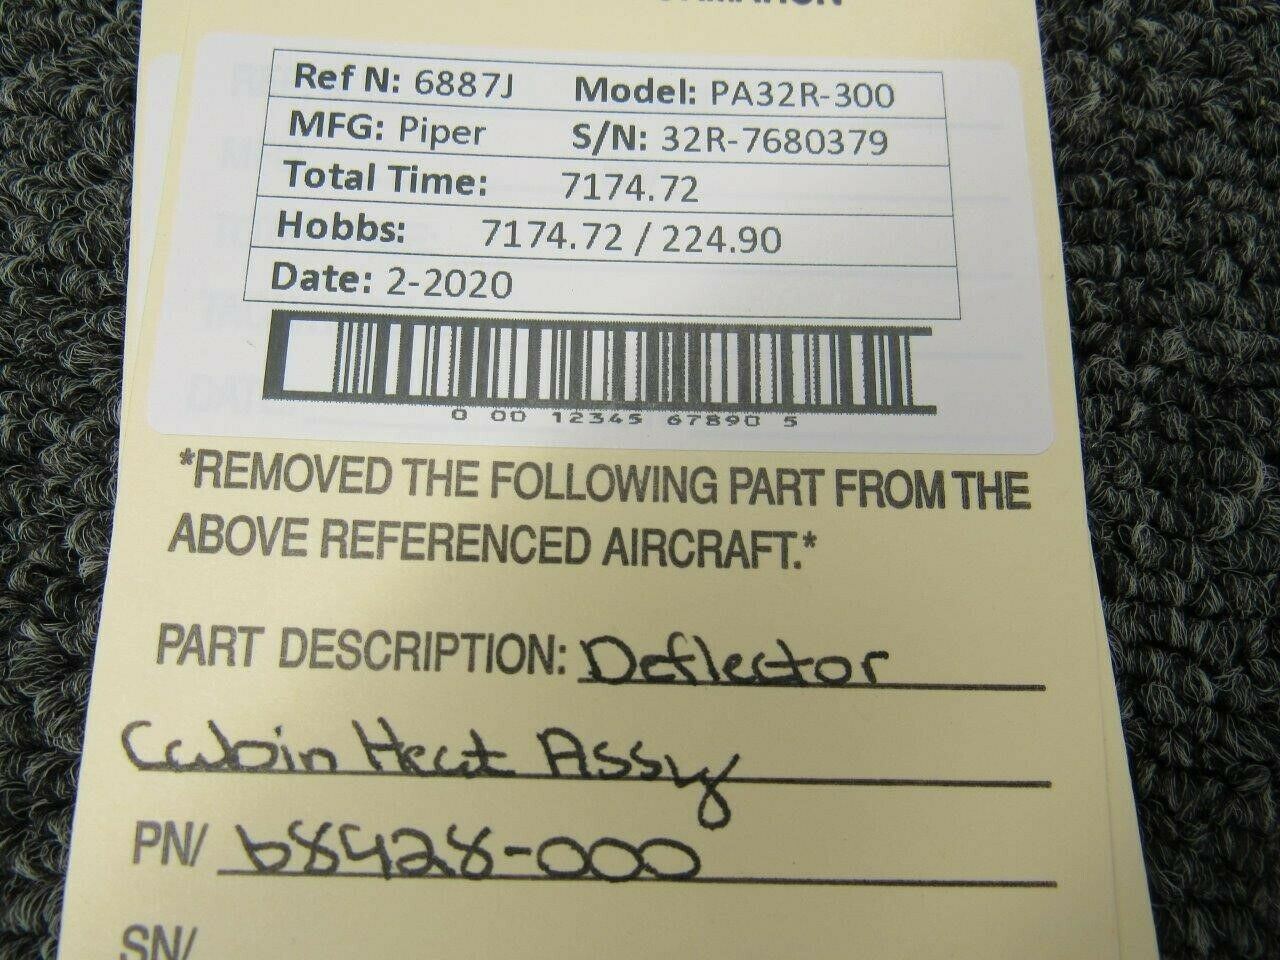 Ref N: 6887J Model: PA32R-300
MFG: Piper S/N: 32R-7680379
Total Time: 7174.72
Hobbs: 7174.72 / 224.90
Date: 2-2020
0 00 12345 67890 5
*REMOVED THE FOLLOWING PART FROM THE
ABOVE REFERENCED AIRCRAFT.*
PART DESCRIPTION: Deflector
Cabin Heat Assy
PN/ 68428-000
SN/